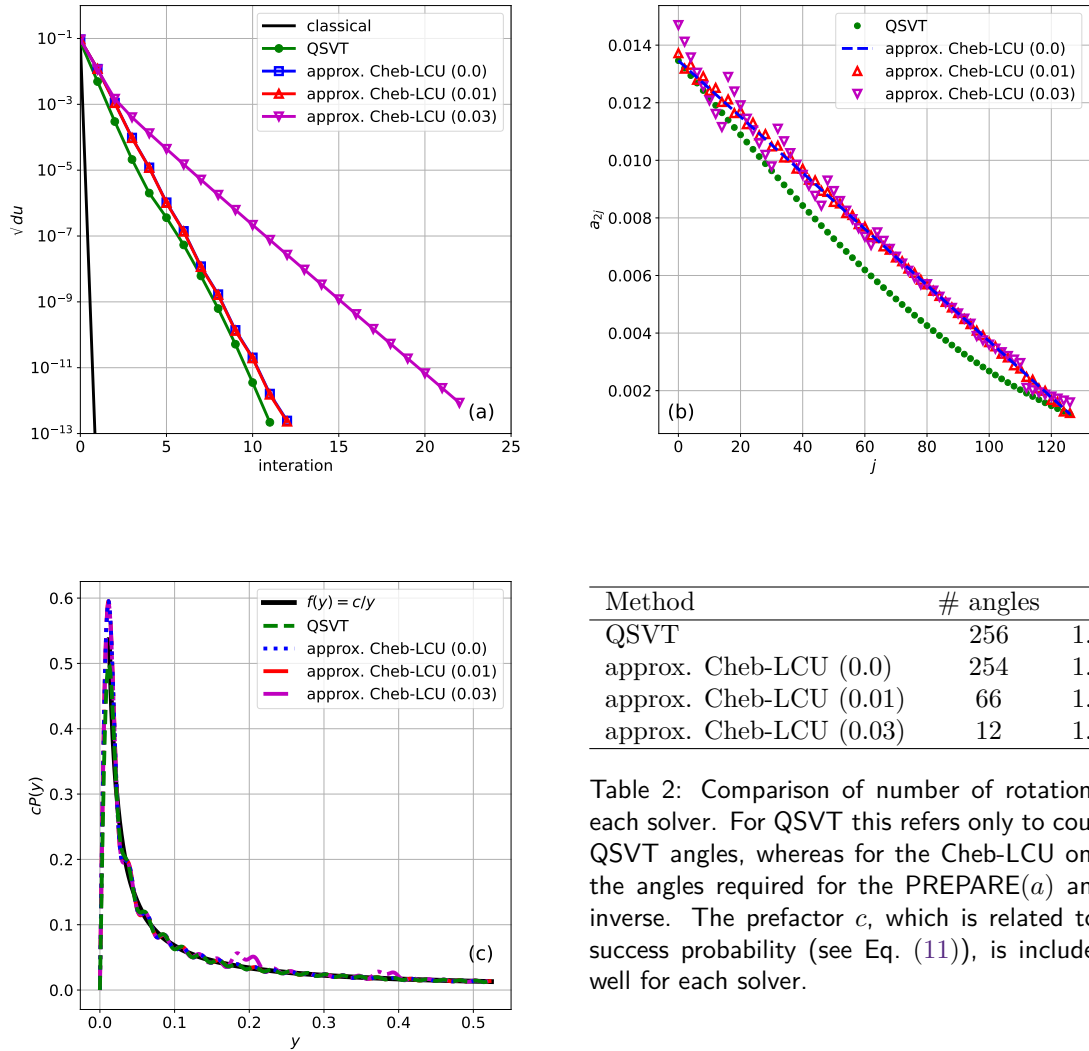 classical
QSVT
approx. Cheb-LCU (0.0)
approx. Cheb-LCU (0.01)
approx. Cheb-LCU (0.03)
10⁻¹
10⁻³
10⁻⁵
10⁻⁷
10⁻⁹
10⁻¹¹
10⁻¹³
√du
(a)
0 5 10 15 20 25
interation
QSVT
approx. Cheb-LCU (0.0)
approx. Cheb-LCU (0.01)
approx. Cheb-LCU (0.03)
0.014
0.012
0.010
0.008
0.006
0.004
0.002
a₂ⱼ
(b)
0 20 40 60 80 100 120
j
f(y) = c/y
QSVT
approx. Cheb-LCU (0.0)
approx. Cheb-LCU (0.01)
approx. Cheb-LCU (0.03)
0.6
0.5
0.4
0.3
0.2
0.1
0.0
cP(y)
(c)
0.0 0.1 0.2 0.3 0.4 0.5
y
Method # angles
QSVT 256 1.
approx. Cheb-LCU (0.0) 254 1.
approx. Cheb-LCU (0.01) 66 1.
approx. Cheb-LCU (0.03) 12 1.
Table 2: Comparison of number of rotation
each solver. For QSVT this refers only to cou
QSVT angles, whereas for the Cheb-LCU on
the angles required for the PREPARE(a) an
inverse. The prefactor c, which is related to
success probability (see Eq. (11)), is include
well for each solver.